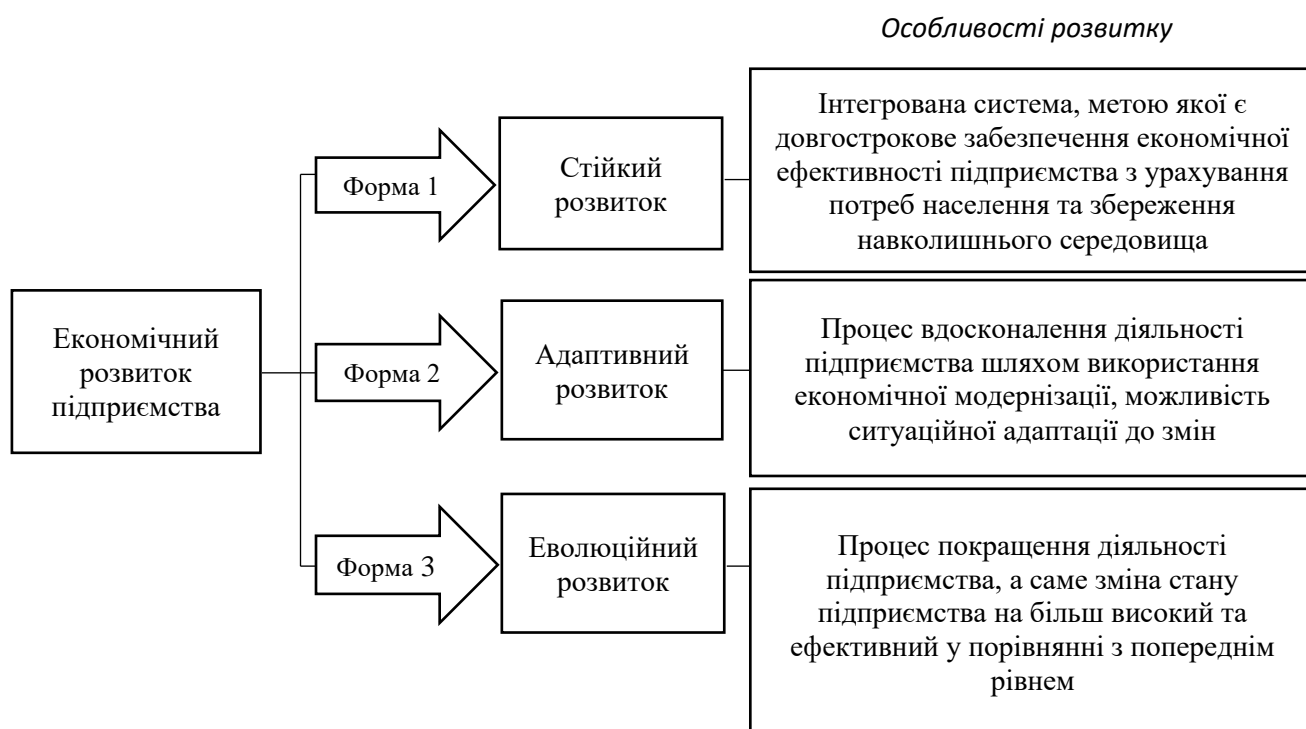 Особливості розвитку
Економічний
розвиток
підприємства
Форма 1
Стійкий
розвиток
Інтегрована система, метою якої є
довгострокове забезпечення економічної
ефективності підприємства з урахування
потреб населення та збереження
навколишнього середовища
Форма 2
Адаптивний
розвиток
Процес вдосконалення діяльності
підприємства шляхом використання
економічної модернізації, можливість
ситуаційної адаптації до змін
Форма 3
Еволюційний
розвиток
Процес покращення діяльності
підприємства, а саме зміна стану
підприємства на більш високий та
ефективний у порівнянні з попереднім
рівнем